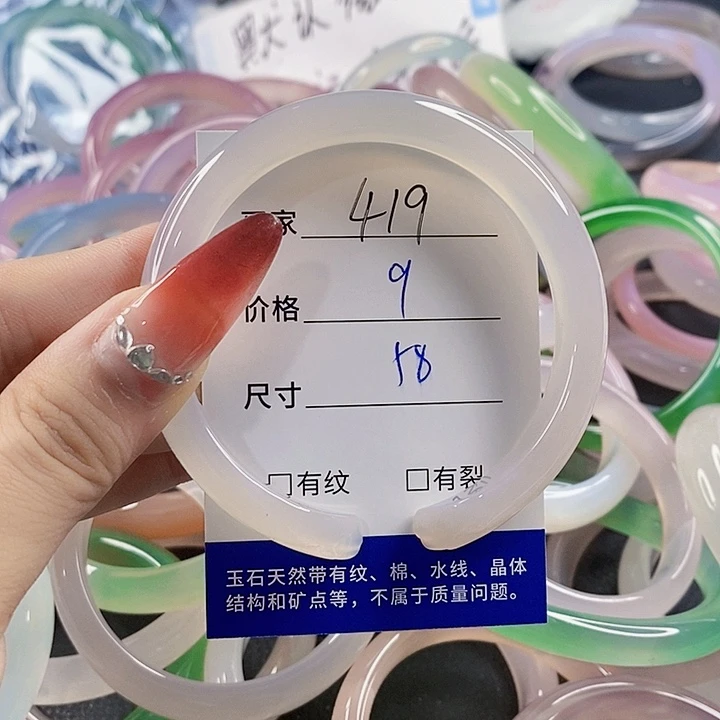 家 419
价格 9
尺寸 58
□有纹 □有裂
玉石天然带有纹、棉、水线、晶体
结构和矿点等，不属于质量问题。